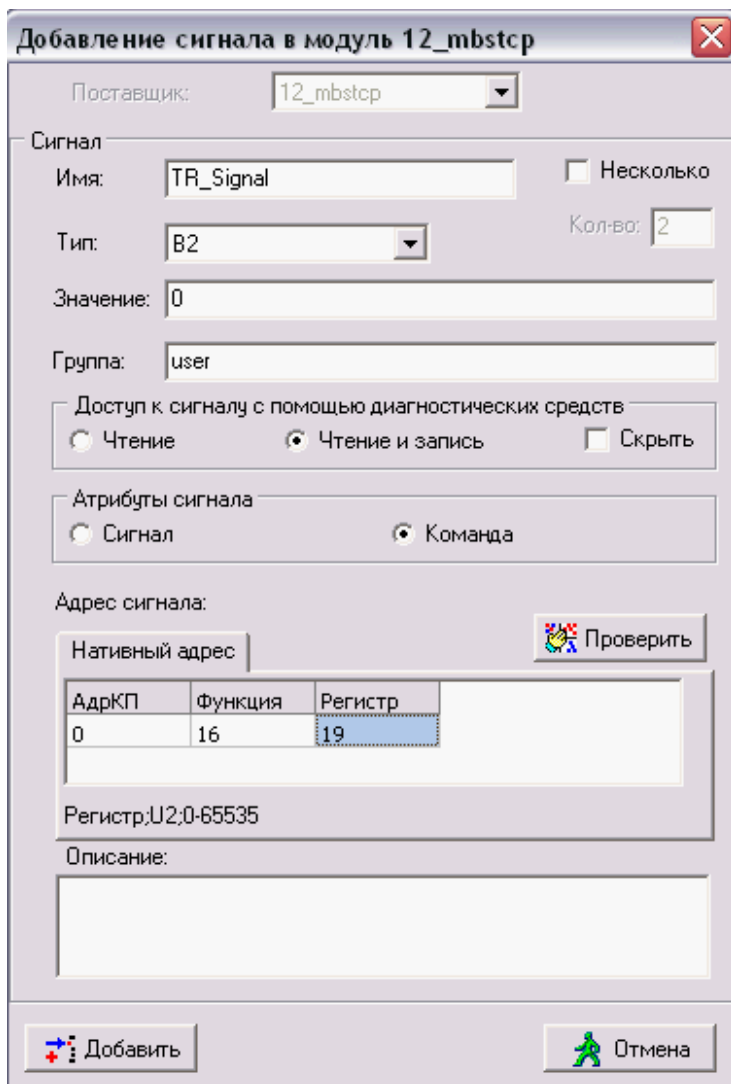 Добавление сигнала в модуль 12_mbstcp
Поставщик: 12_mbstcp
Сигнал
Имя: TR_Signal Несколько
Тип: B2 Кол-во: 2
Значение: 0
Группа: user
Доступ к сигналу с помощью диагностических средств
Чтение Чтение и запись Скрыть
Атрибуты сигнала
Сигнал Команда
Адрес сигнала:
Проверить
Нативный адрес
АдрКП Функция Регистр
0 16 19
Регистр;U2;0-65535
Описание:
Добавить Отмена